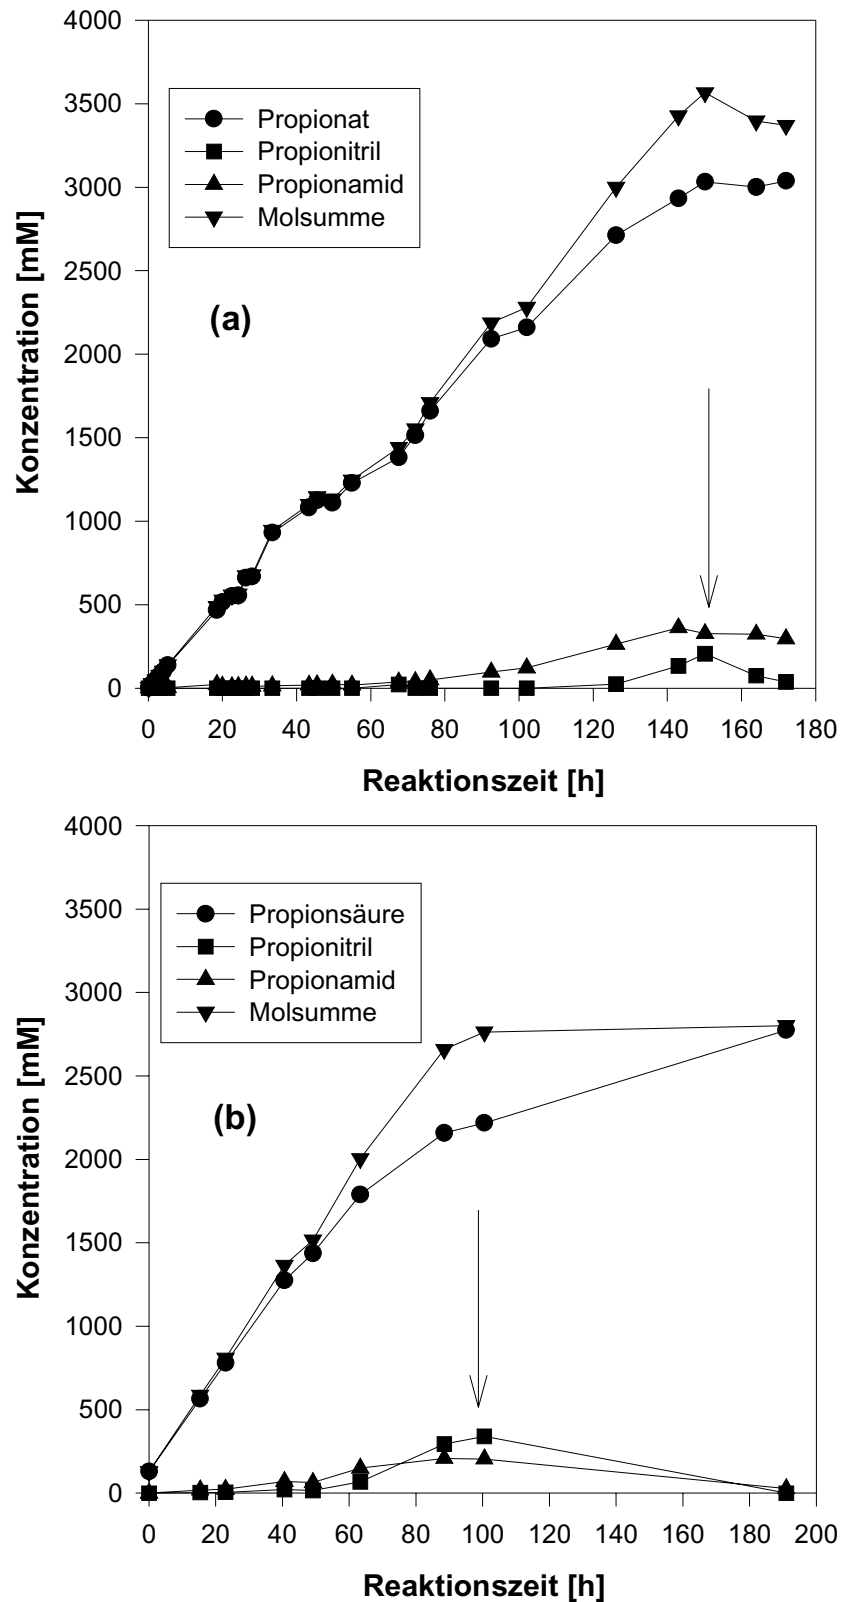 4000
3500
3000
2500
2000
1500
1000
500
0
Konzentration [mM]
Propionat
Propionitril
Propionamid
Molsumme
(a)
0 20 40 60 80 100 120 140 160 180
Reaktionszeit [h]
4000
3500
3000
2500
2000
1500
1000
500
0
Konzentration [mM]
Propionsäure
Propionitril
Propionamid
Molsumme
(b)
0 20 40 60 80 100 120 140 160 180 200
Reaktionszeit [h]